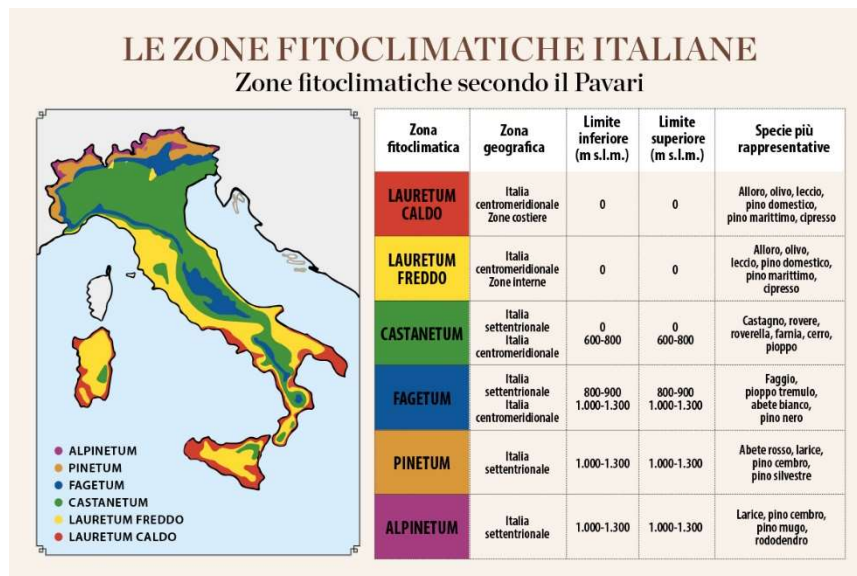 LE ZONE FITOCLIMATICHE ITALIANE
Zone fitoclimatiche secondo il Pavari
ALPINETUM
PINETUM
FAGETUM
CASTANETUM
LAURETUM FREDDO
LAURETUM CALDO
Zona
fitoclimatica
Zona
geografica
Limite
inferiore
(m s.l.m.)
Limite
superiore
(m s.l.m.)
Specie più
rappresentative
LAURETUM
CALDO
Italia
centromeridionale
Zone costiere
0
0
Alloro, olivo, leccio,
pino domestico,
pino marittimo, cipresso
LAURETUM
FREDDO
Italia
centromeridionale
Zone interne
0
0
Alloro, olivo,
leccio, pino domestico,
pino marittimo,
cipresso
CASTANETUM
Italia
settentrionale
Italia
centromeridionale
0
600-800
0
600-800
Castagno, rovere,
roverella, farnia, cerro,
pioppo
FAGETUM
Italia
settentrionale
Italia
centromeridionale
800-900
1.000-1.300
800-900
1.000-1.300
Faggio,
pioppo tremulo,
abete bianco,
pino nero
PINETUM
Italia
settentrionale
1.000-1.300
1.000-1.300
Abete rosso, larice,
pino cembro,
pino silvestre
ALPINETUM
Italia
settentrionale
1.000-1.300
1.000-1.300
Larice, pino cembro,
pino mugo,
rododendro